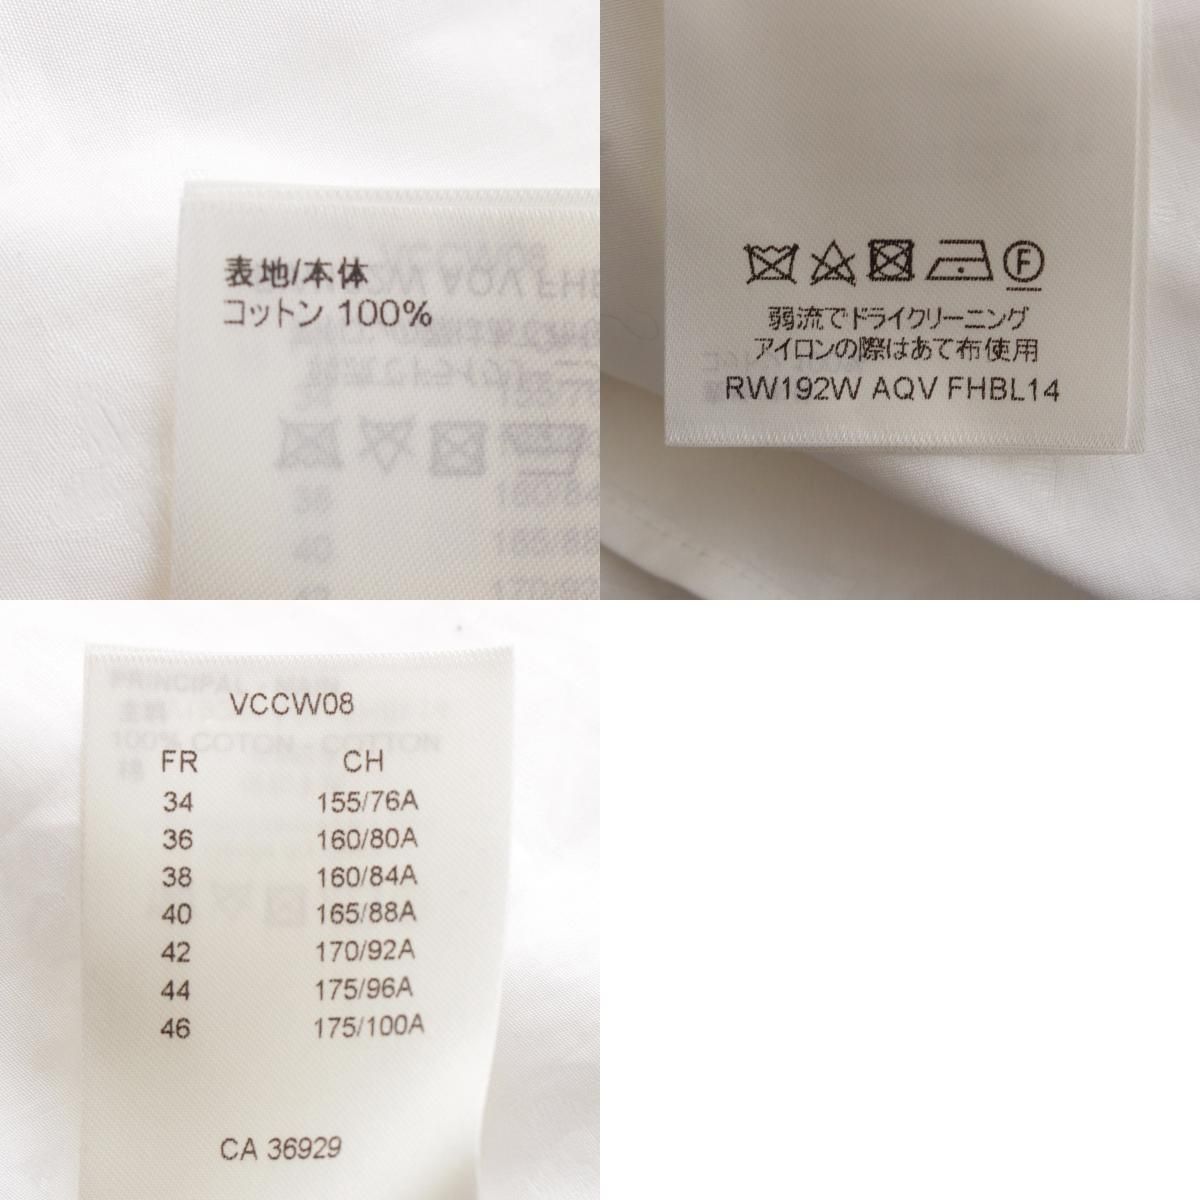 表地/本体
コットン 100%
弱流でドライクリーニング
アイロンの際はあて布使用
RW192W AQV FHBL14
VCCW08
FR CH
34 155/76A
36 160/80A
38 160/84A
40 165/88A
42 170/92A
44 175/96A
46 175/100A
CA 36929